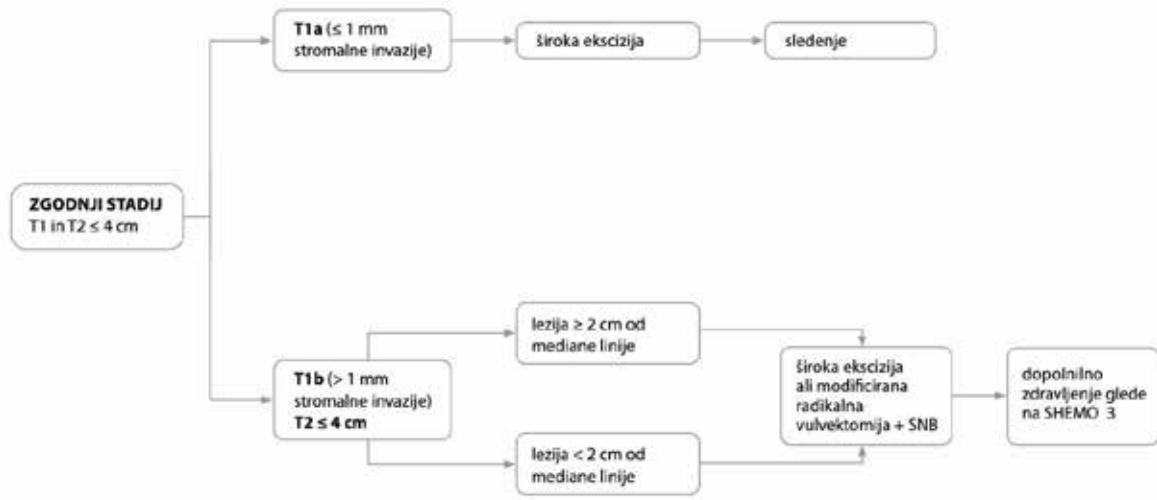 T1a (≤ 1 mm
stromalne invazije)
široka ekscizija
sledenje
ZGODNJI STADIJ
T1 in T2 ≤ 4 cm
lezija ≥ 2 cm od
mediane linije
T1b (> 1 mm
stromalne invazije)
T2 ≤ 4 cm
lezija < 2 cm od
mediane linije
široka ekscizija
ali modificirana
radikalna
vulvektomija + SNB
dopolnilno
zdravljenje glede
na SHEMO 3